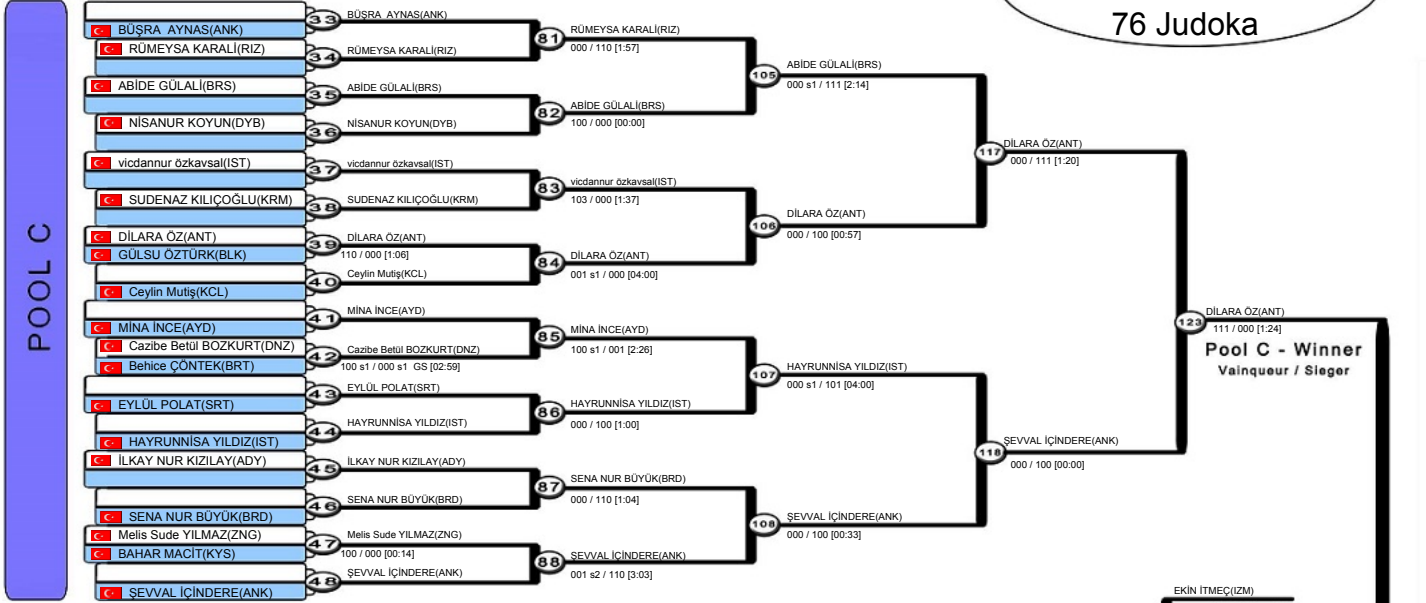 76 Judoka
POOL C
BÜŞRA AYNAS(ANK)
RÜMEYSA KARALİ(RIZ)
ABİDE GÜLALİ(BRS)
NİSANUR KOYUN(DYB)
vicdannur özkavsal(IST)
SUDENAZ KILIÇOĞLU(KRM)
DİLARA ÖZ(ANT)
GÜLSU ÖZTÜRK(BLK)
Ceylin Mutiş(KCL)
MİNA İNCE(AYD)
Cazibe Betül BOZKURT(DNZ)
Behice ÇÖNTEK(BRT)
EYLÜL POLAT(SRT)
HAYRUNNİSA YILDIZ(IST)
İLKAY NUR KIZILAY(ADY)
SENA NUR BÜYÜK(BRD)
Melis Sude YILMAZ(ZNG)
BAHAR MACİT(KYS)
ŞEVVAL İÇİNDERE(ANK)
33 BÜŞRA AYNAS(ANK)
34 RÜMEYSA KARALİ(RIZ)
35 ABİDE GÜLALİ(BRS)
36 NİSANUR KOYUN(DYB)
37 vicdannur özkavsal(IST)
38 SUDENAZ KILIÇOĞLU(KRM)
39 DİLARA ÖZ(ANT)
110 / 000 [1:06]
40 Ceylin Mutiş(KCL)
41 MİNA İNCE(AYD)
42 Cazibe Betül BOZKURT(DNZ)
100 s1 / 000 s1 GS [02:59]
43 EYLÜL POLAT(SRT)
44 HAYRUNNİSA YILDIZ(IST)
45 İLKAY NUR KIZILAY(ADY)
46 SENA NUR BÜYÜK(BRD)
47 Melis Sude YILMAZ(ZNG)
100 / 000 [00:14]
48 ŞEVVAL İÇİNDERE(ANK)
81 RÜMEYSA KARALİ(RIZ)
000 / 110 [1:57]
82 ABİDE GÜLALİ(BRS)
100 / 000 [00:00]
83 vicdannur özkavsal(IST)
103 / 000 [1:37]
84 DİLARA ÖZ(ANT)
001 s1 / 000 [04:00]
85 MİNA İNCE(AYD)
100 s1 / 001 [2:26]
86 HAYRUNNİSA YILDIZ(IST)
000 / 100 [1:00]
87 SENA NUR BÜYÜK(BRD)
000 / 110 [1:04]
88 ŞEVVAL İÇİNDERE(ANK)
001 s2 / 110 [3:03]
105 ABİDE GÜLALİ(BRS)
000 s1 / 111 [2:14]
106 DİLARA ÖZ(ANT)
000 / 100 [00:57]
107 HAYRUNNİSA YILDIZ(IST)
000 s1 / 101 [04:00]
108 ŞEVVAL İÇİNDERE(ANK)
000 / 100 [00:33]
117 DİLARA ÖZ(ANT)
000 / 111 [1:20]
118 ŞEVVAL İÇİNDERE(ANK)
000 / 100 [00:00]
123 DİLARA ÖZ(ANT)
111 / 000 [1:24]
Pool C - Winner
Vainqueur / Sieger
EKİN İTMEÇ(IZM)